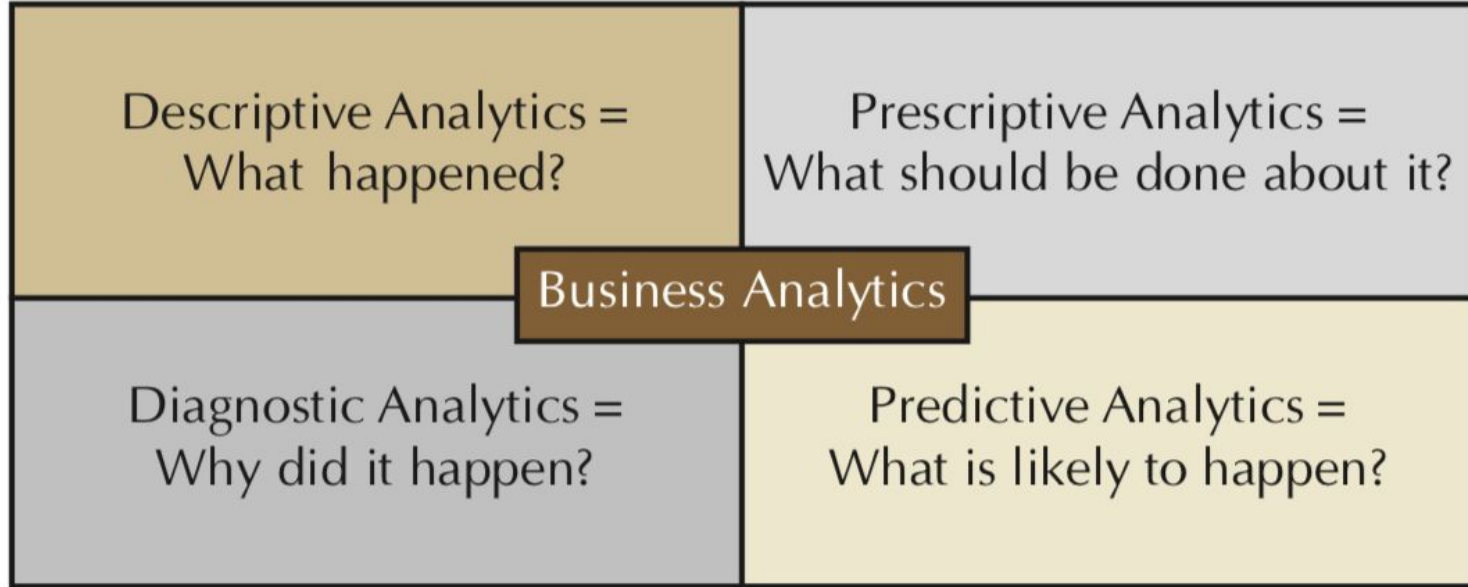 Descriptive Analytics =
What happened?
Prescriptive Analytics =
What should be done about it?
Business Analytics
Diagnostic Analytics =
Why did it happen?
Predictive Analytics =
What is likely to happen?